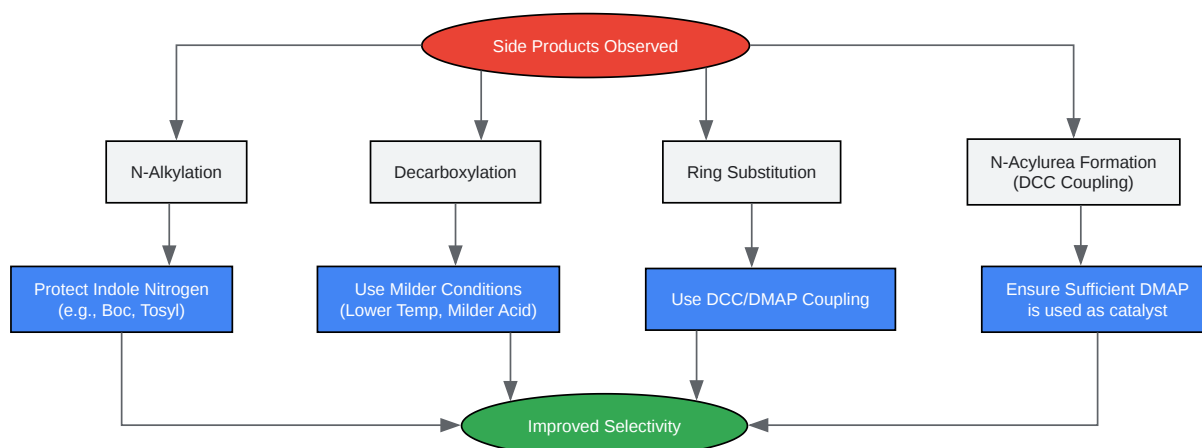 Side Products Observed
N-Alkylation
Decarboxylation
Ring Substitution
N-Acylurea Formation
(DCC Coupling)
Protect Indole Nitrogen
(e.g., Boc, Tosyl)
Use Milder Conditions
(Lower Temp, Milder Acid)
Use DCC/DMAP Coupling
Ensure Sufficient DMAP
is used as catalyst
Improved Selectivity